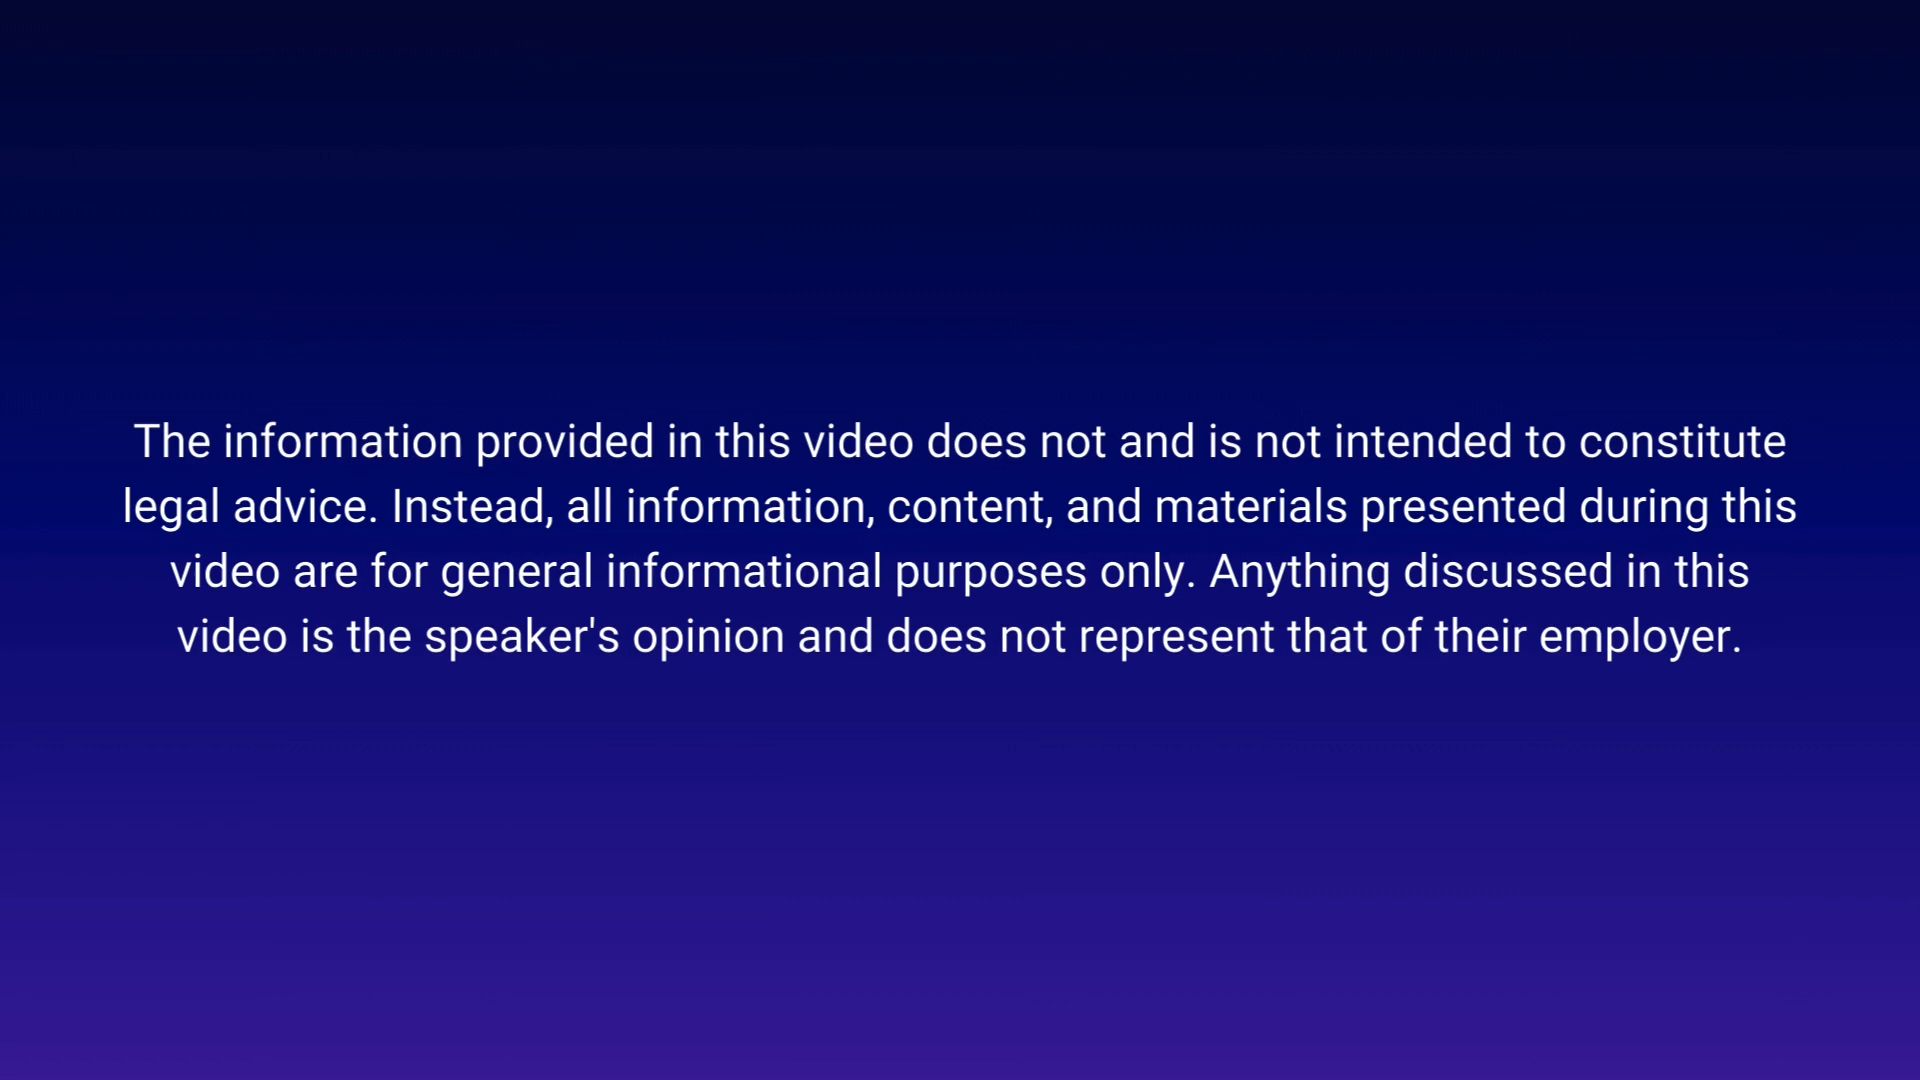 The information provided in this video does not and is not intended to constitute
legal advice. Instead, all information, content, and materials presented during this
video are for general informational purposes only. Anything discussed in this
video is the speaker's opinion and does not represent that of their employer.